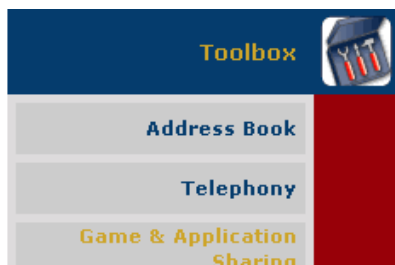 Toolbox
Address Book
Telephony
Game & Application
Sharing